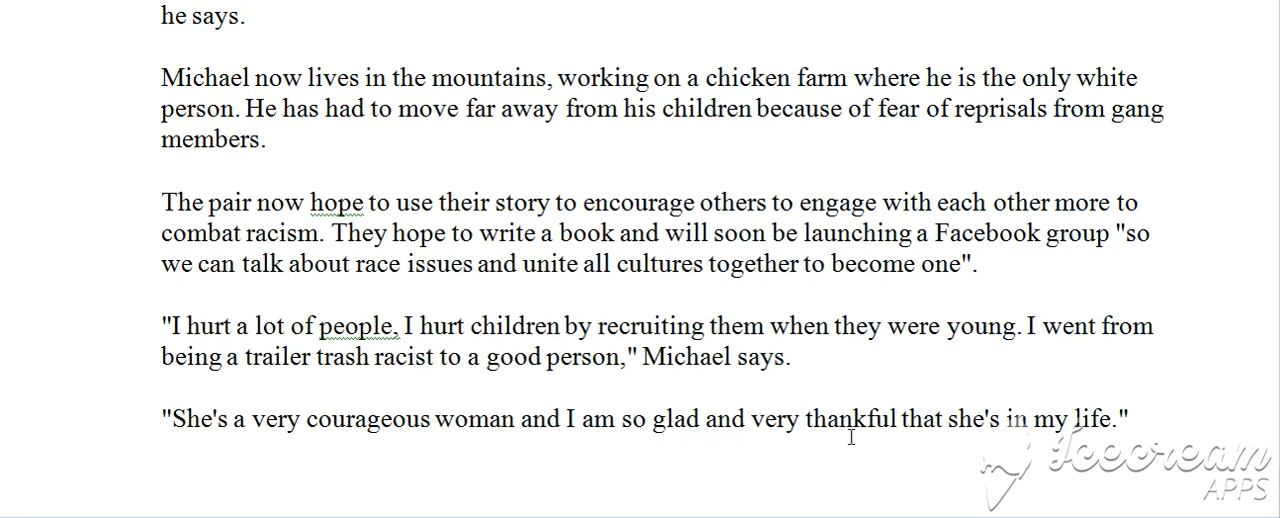 he says.
Michael now lives in the mountains, working on a chicken farm where he is the only white
person. He has had to move far away from his children because of fear of reprisals from gang
members.
The pair now hope to use their story to encourage others to engage with each other more to
combat racism. They hope to write a book and will soon be launching a Facebook group "so
we can talk about race issues and unite all cultures together to become one".
"I hurt a lot of people, I hurt children by recruiting them when they were young. I went from
being a trailer trash racist to a good person," Michael says.
"She's a very courageous woman and I am so glad and very thankful that she's in my life."
Icecream
APPS